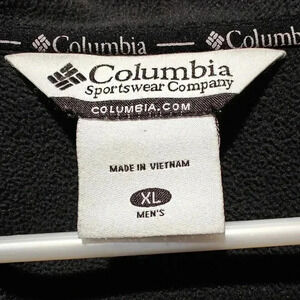 Columbia Columbia
Columbia
Sportswear Company
COLUMBIA.COM
MADE IN VIETNAM
XL
MEN'S